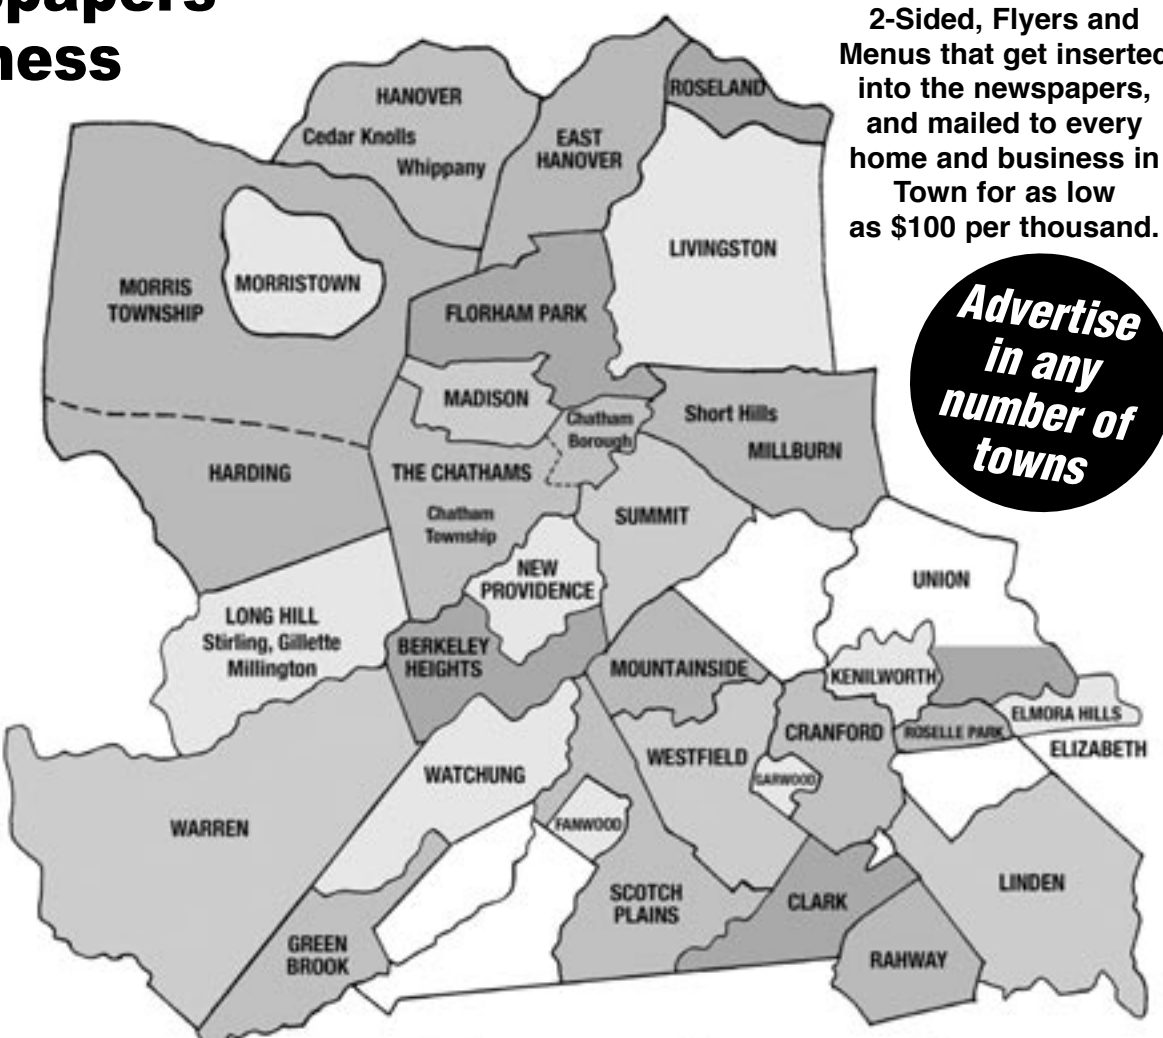 2-Sided, Flyers and
Menus that get inserted
into the newspapers,
and mailed to every
home and business in
Town for as low
as $100 per thousand.
Advertise
in any
number of
towns
HANOVER
Cedar Knolls
Whippany
EAST
HANOVER
ROSELAND
LIVINGSTON
MORRIS
TOWNSHIP
MORRISTOWN
FLORHAM PARK
MADISON
Chatham
Borough
Short Hills
MILLBURN
HARDING
THE CHATHAMS
Chatham
Township
SUMMIT
NEW
PROVIDENCE
UNION
LONG HILL
Stirling, Gillette
Millington
BERKELEY
HEIGHTS
MOUNTAINSIDE
KENILWORTH
ELMORA HILLS
ROSELLE PARK
ELIZABETH
CRANFORD
WESTFIELD
GARWOOD
WATCHUNG
WARREN
FANWOOD
SCOTCH
PLAINS
CLARK
LINDEN
GREEN
BROOK
RAHWAY